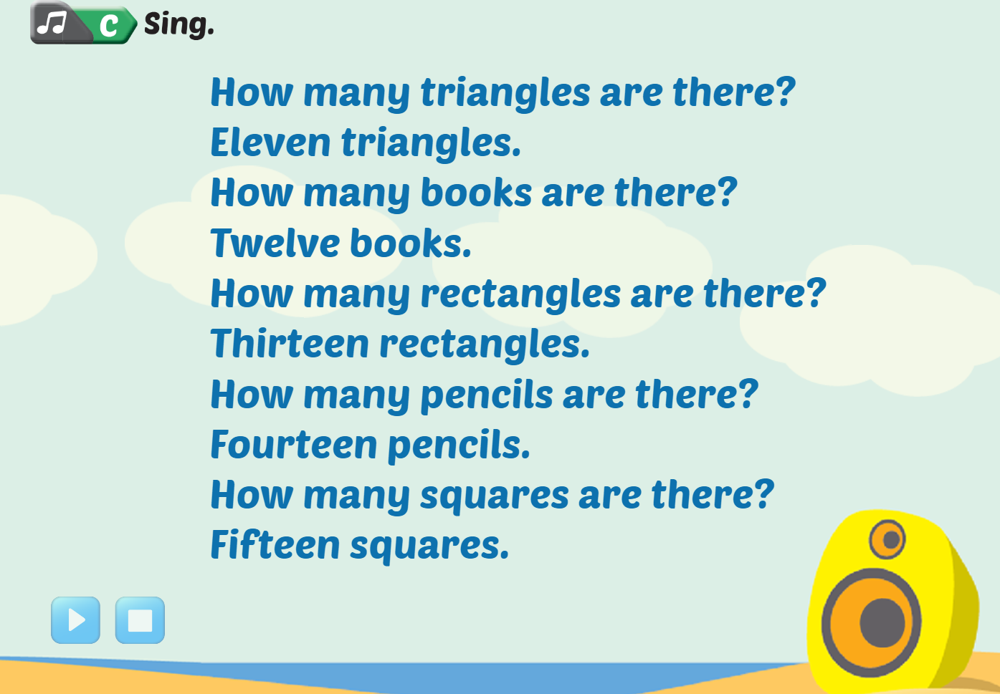 C Sing.
How many triangles are there?
Eleven triangles.
How many books are there?
Twelve books.
How many rectangles are there?
Thirteen rectangles.
How many pencils are there?
Fourteen pencils.
How many squares are there?
Fifteen squares.